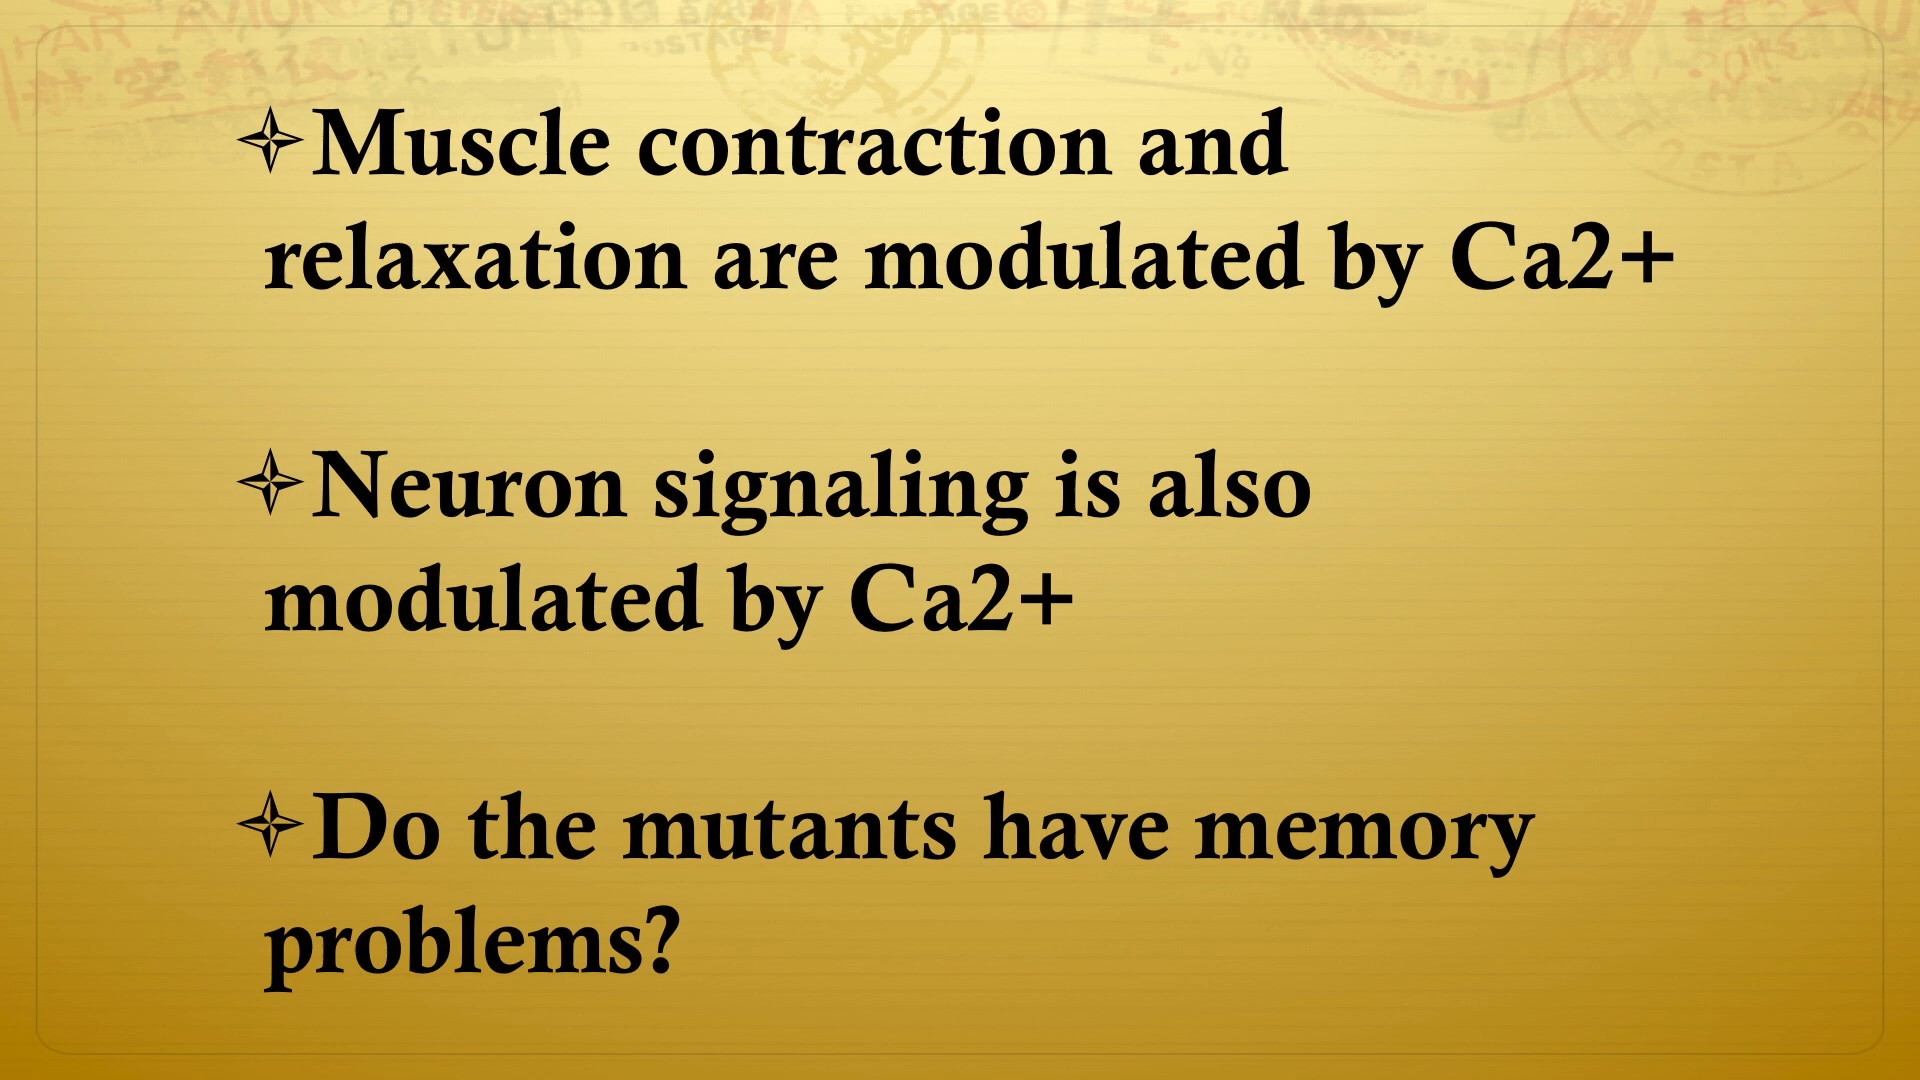 ✧Muscle contraction and
relaxation are modulated by Ca2+
✧Neuron signaling is also
modulated by Ca2+
✧Do the mutants have memory
problems?